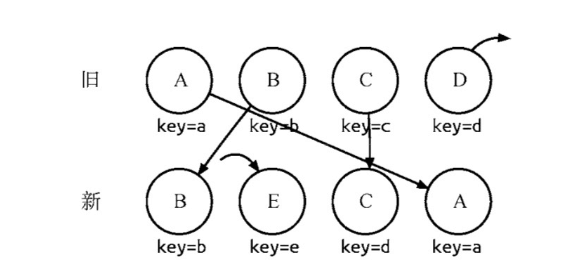 旧 A B C D
key=a key=b key=c key=d
新 B E C A
key=b key=e key=d key=a